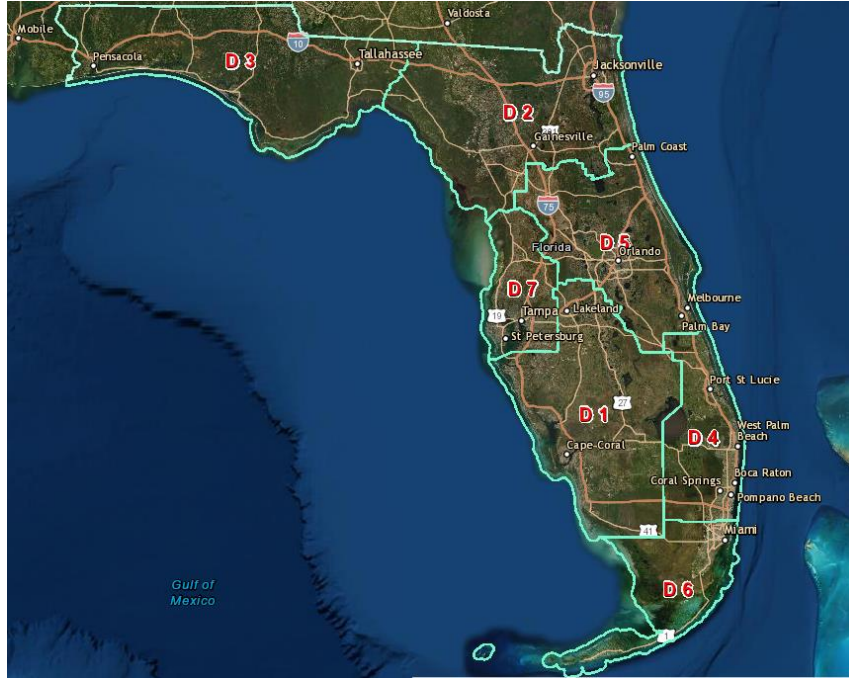 Valdosta
Mobile
Pensacola
D 3
10
Tallahassee
Jacksonville
95
D 2
Gainesville
Palm Coast
75
Florida
D 5
Orlando
D 7
19
Tampa
Lakeland
Melbourne
Palm Bay
St Petersburg
Port St Lucie
27
D 1
D 4
West Palm
Beach
Cape Coral
Coral Springs
Boca Raton
Pompano Beach
41
Miami
Gulf of
Mexico
D 6
1